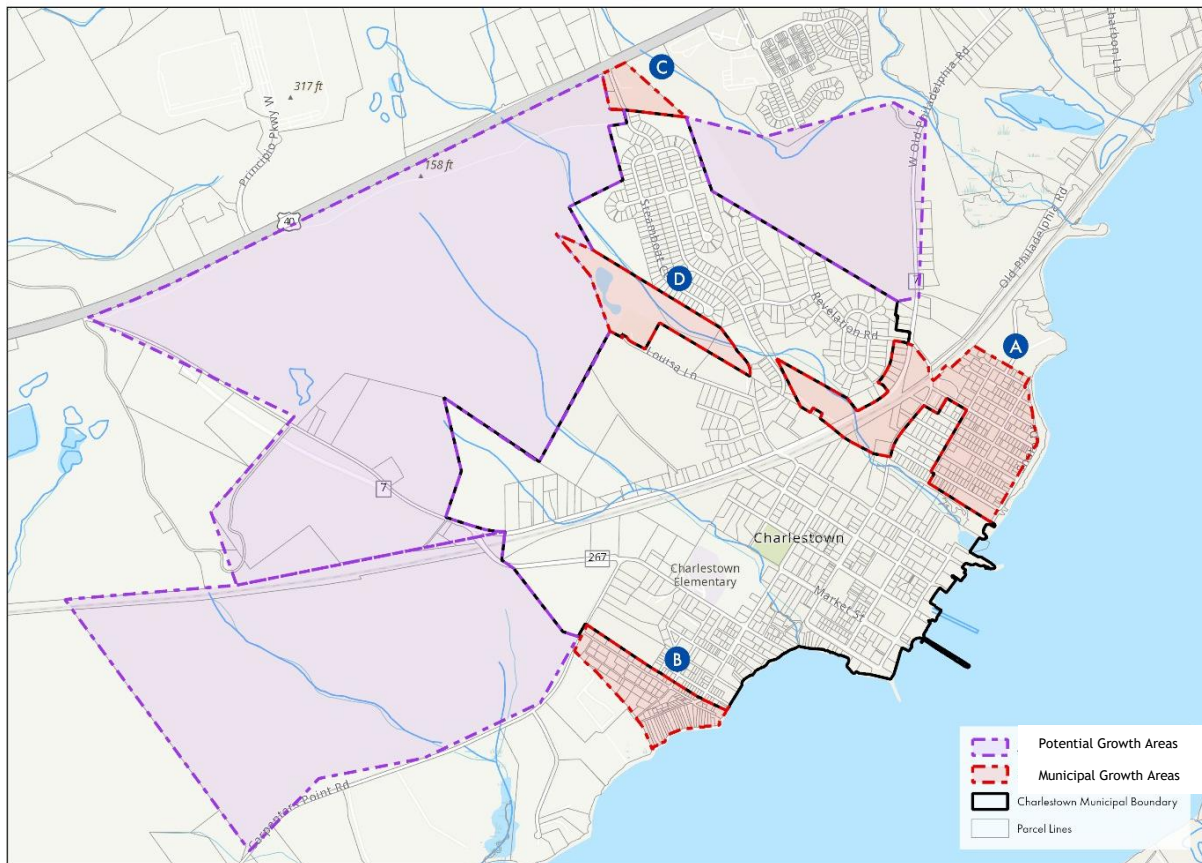 C
317 ft
Principio Pkwy W
Charbon Ln
W Old Philadelphia Rd
158 ft
40
Steamboat
D
7
Old Philadelphia Rd
Revelation Rd
A
Louisa Ln
7
267
Charlestown
Charlestown
Elementary
Market St
B
Carpenters Point Rd
Potential Growth Areas
Municipal Growth Areas
Charlestown Municipal Boundary
Parcel Lines